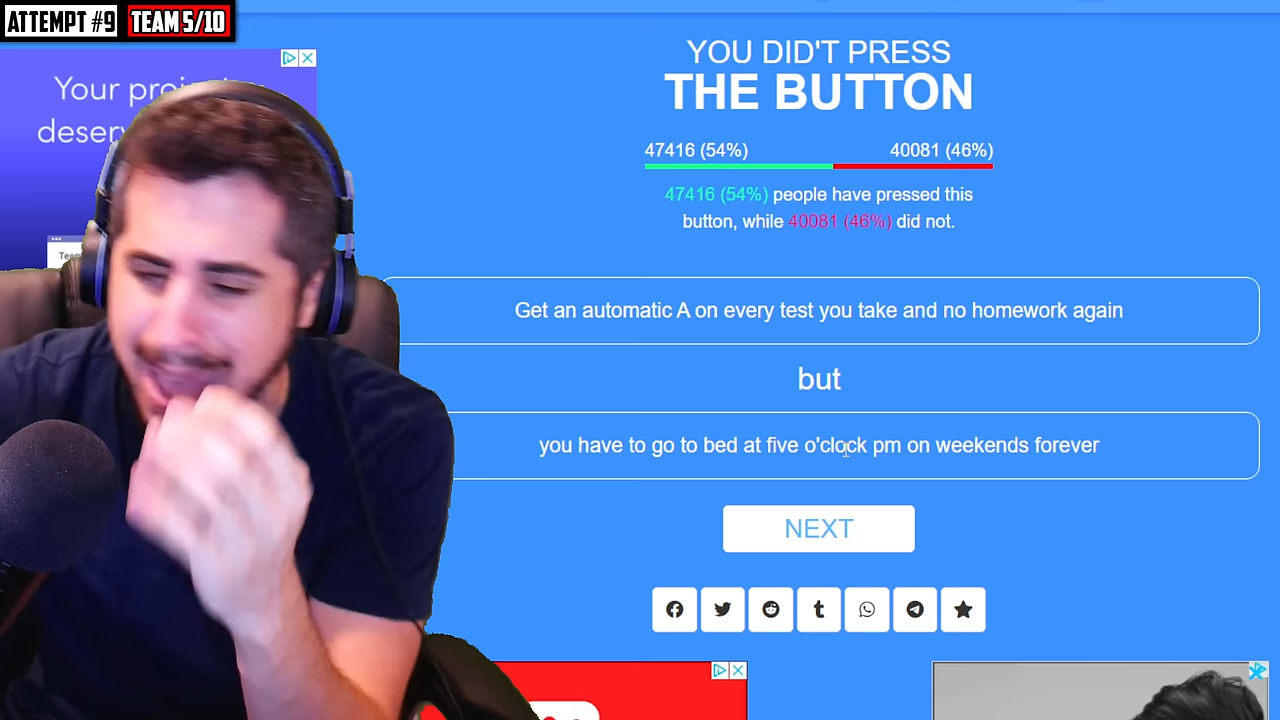 ATTEMPT #9 TEAM 5/10
Your
YOU DID'T PRESS
THE BUTTON
47416 (54%) 40081 (46%)
47416 (54%) people have pressed this
button, while 40081 (46%) did not.
Get an automatic A on every test you take and no homework again
but
you have to go to bed at five o'clock pm on weekends forever
NEXT